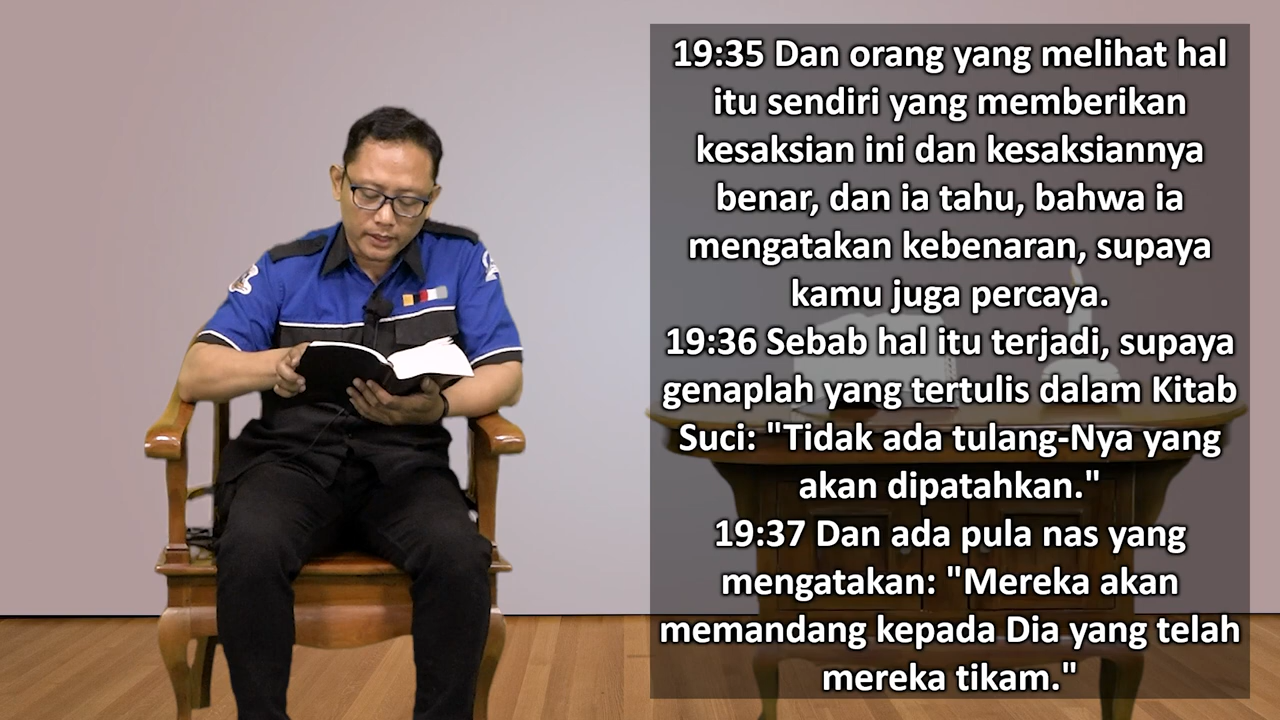 19:35 Dan orang yang melihat hal
itu sendiri yang memberikan
kesaksian ini dan kesaksiannya
benar, dan ia tahu, bahwa ia
mengatakan kebenaran, supaya
kamu juga percaya.
19:36 Sebab hal itu terjadi, supaya
genaplah yang tertulis dalam Kitab
Suci: "Tidak ada tulang-Nya yang
akan dipatahkan."
19:37 Dan ada pula nas yang
mengatakan: "Mereka akan
memandang kepada Dia yang telah
mereka tikam."